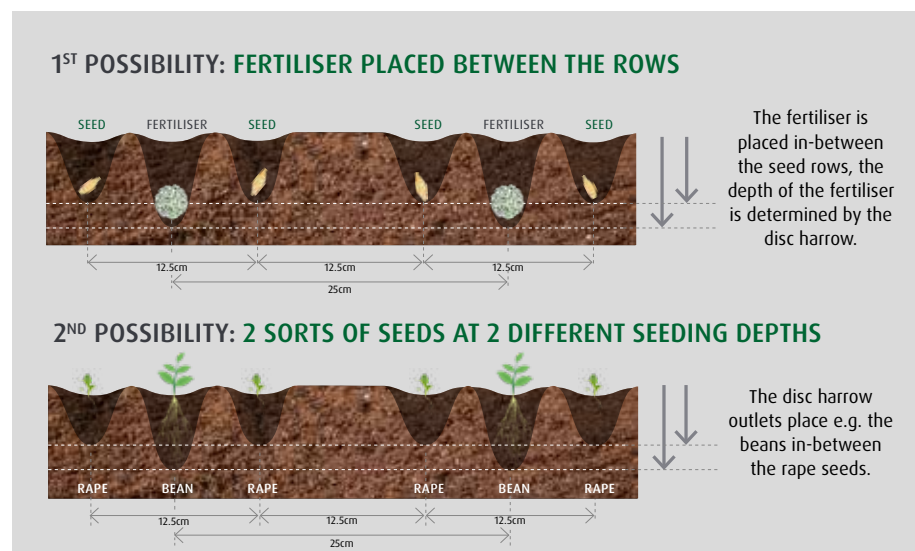 1ST POSSIBILITY: FERTILISER PLACED BETWEEN THE ROWS
SEED FERTILISER SEED SEED FERTILISER SEED
The fertiliser is
placed in-between
the seed rows, the
depth of the fertiliser
is determined by the
disc harrow.
12.5cm 12.5cm 12.5cm
25cm
2ND POSSIBILITY: 2 SORTS OF SEEDS AT 2 DIFFERENT SEEDING DEPTHS
The disc harrow
outlets place e.g. the
beans in-between
the rape seeds.
RAPE BEAN RAPE RAPE BEAN RAPE
12.5cm 12.5cm 12.5cm
25cm